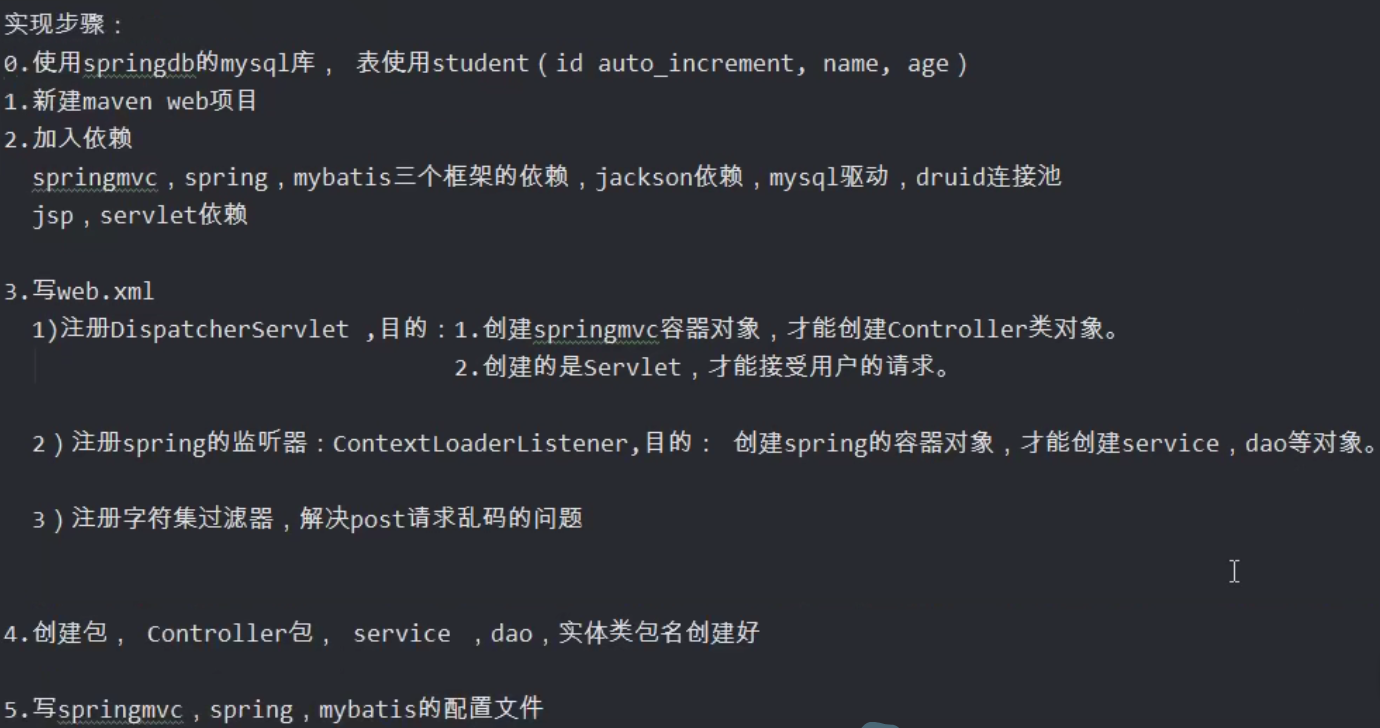 实现步骤：
0.使用springdb的mysql库， 表使用student（id auto_increment, name, age）
1.新建maven web项目
2.加入依赖
springmvc，spring，mybatis三个框架的依赖，jackson依赖，mysql驱动，druid连接池
jsp，servlet依赖
3.写web.xml
1)注册DispatcherServlet ,目的：1.创建springmvc容器对象，才能创建Controller类对象。
2.创建的是Servlet，才能接受用户的请求。
2）注册spring的监听器：ContextLoaderListener,目的： 创建spring的容器对象，才能创建service，dao等对象。
3）注册字符集过滤器，解决post请求乱码的问题
4.创建包， Controller包， service ，dao，实体类包名创建好
5.写springmvc，spring，mybatis的配置文件